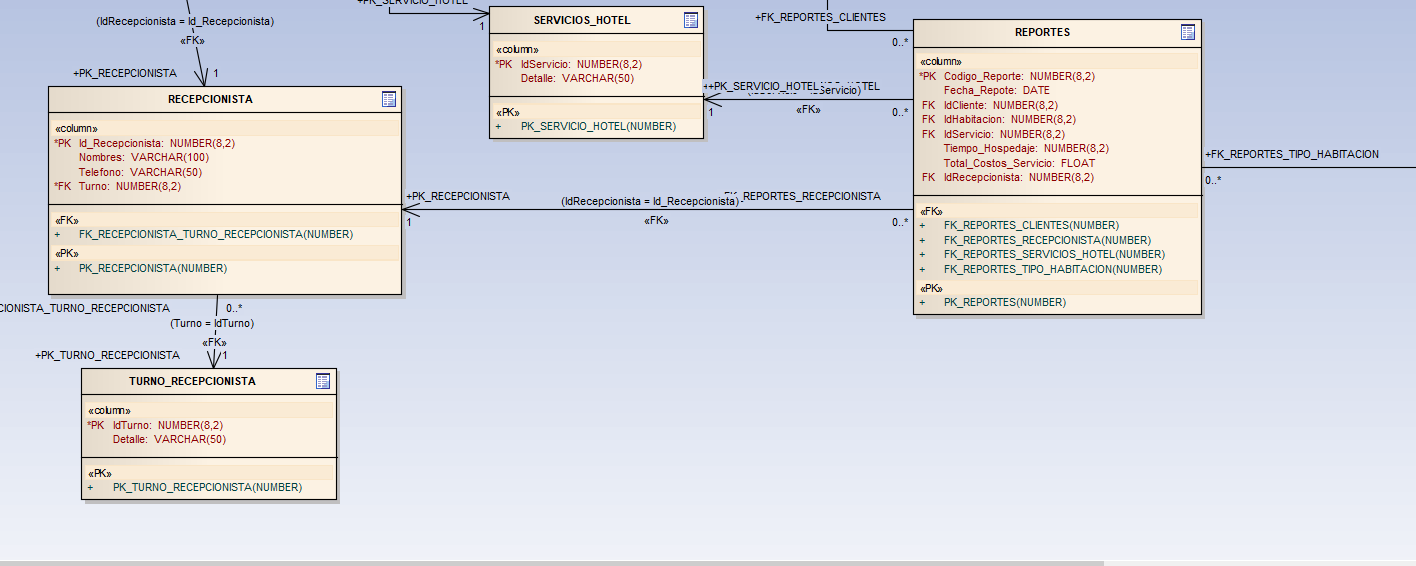 (IdRecepcionista = Id_Recepcionista)
«FK»
+PK_RECEPCIONISTA
1
RECEPCIONISTA
«column»
*PK Id_Recepcionista: NUMBER(8,2)
Nombres: VARCHAR(100)
Telefono: VARCHAR(50)
*FK Turno: NUMBER(8,2)
«FK»
+ FK_RECEPCIONISTA_TURNO_RECEPCIONISTA(NUMBER)
«PK»
+ PK_RECEPCIONISTA(NUMBER)
CIONISTA_TURNO_RECEPCIONISTA
0..*
(Turno = IdTurno)
«FK»
+PK_TURNO_RECEPCIONISTA
1
TURNO_RECEPCIONISTA
«column»
*PK IdTurno: NUMBER(8,2)
Detalle: VARCHAR(50)
«PK»
+ PK_TURNO_RECEPCIONISTA(NUMBER)
+PK_SERVICIO_HOTEL
1
SERVICIOS_HOTEL
«column»
*PK IdServicio: NUMBER(8,2)
Detalle: VARCHAR(50)
«PK»
+ PK_SERVICIO_HOTEL(NUMBER)
+PK_SERVICIO_HOTEL
1
«FK»
0..*
+PK_RECEPCIONISTA
1
(IdRecepcionista = Id_Recepcionista)
_REPORTES_RECEPCIONISTA
«FK»
0..*
+FK_REPORTES_CLIENTES
0..*
REPORTES
«column»
*PK Codigo_Reporte: NUMBER(8,2)
Fecha_Repote: DATE
FK IdCliente: NUMBER(8,2)
FK IdHabitacion: NUMBER(8,2)
FK IdServicio: NUMBER(8,2)
Tiempo_Hospedaje: NUMBER(8,2)
Total_Costos_Servicio: FLOAT
FK IdRecepcionista: NUMBER(8,2)
«FK»
+ FK_REPORTES_CLIENTES(NUMBER)
+ FK_REPORTES_RECEPCIONISTA(NUMBER)
+ FK_REPORTES_SERVICIOS_HOTEL(NUMBER)
+ FK_REPORTES_TIPO_HABITACION(NUMBER)
«PK»
+ PK_REPORTES(NUMBER)
+FK_REPORTES_TIPO_HABITACION
0..*